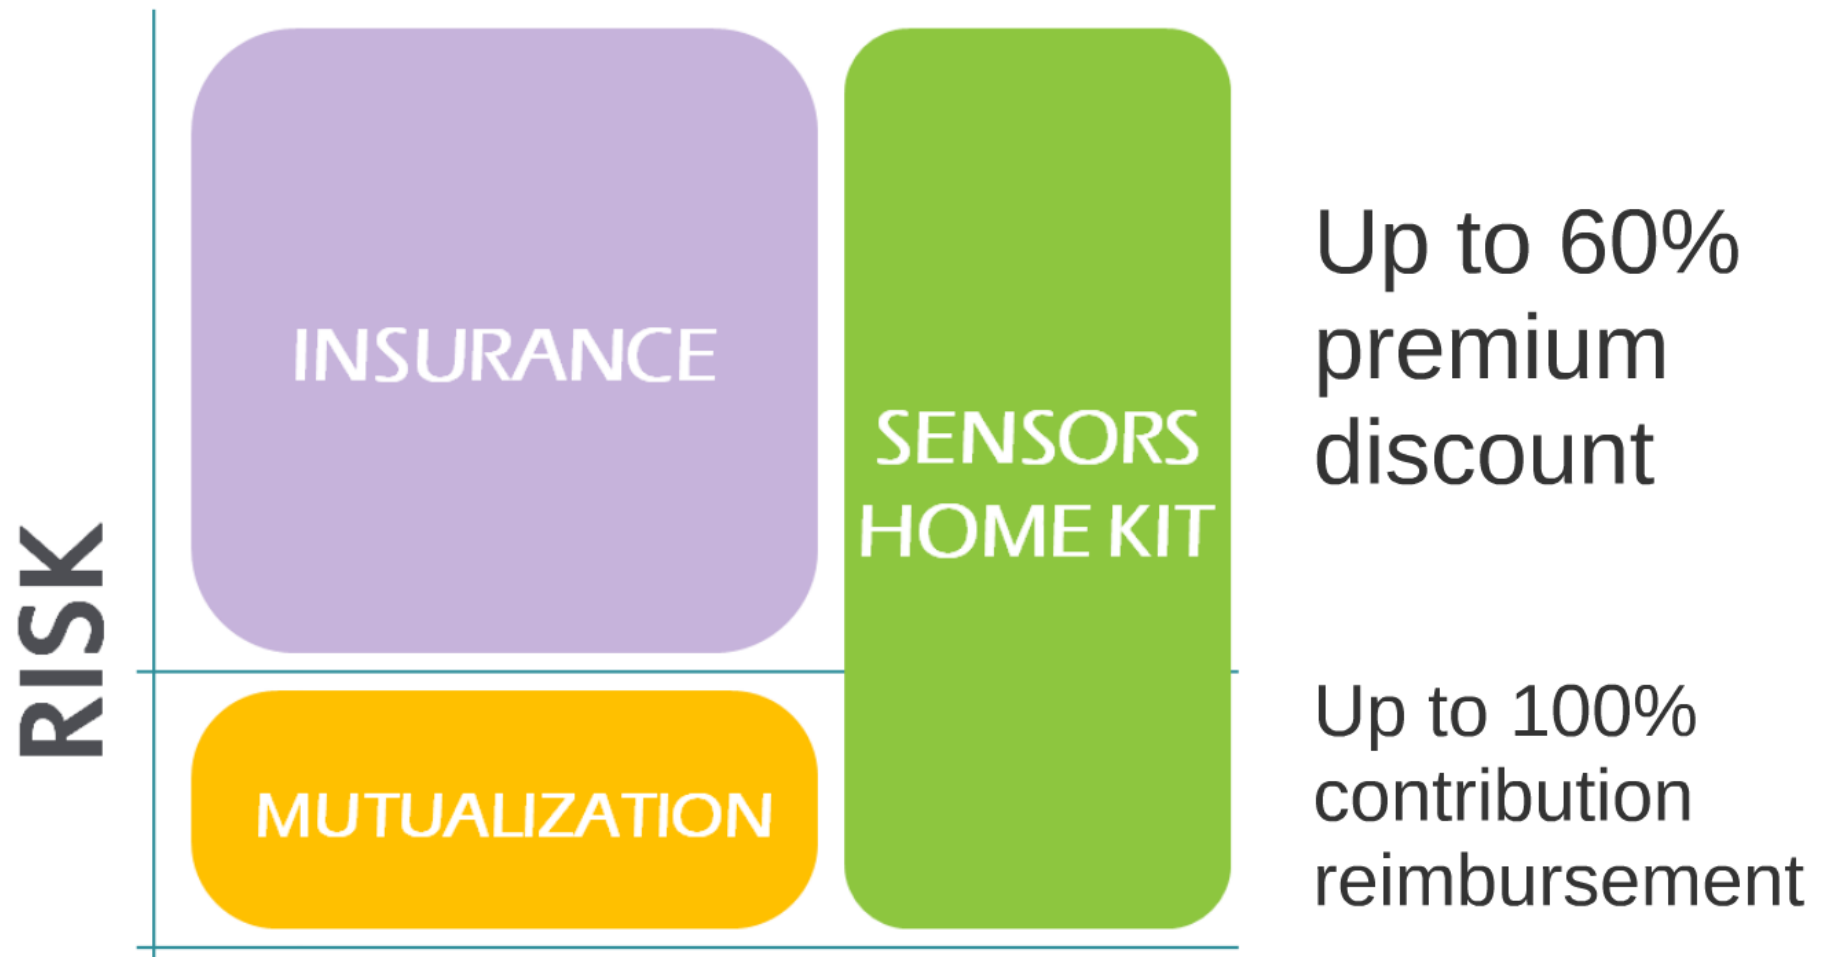 RISK
INSURANCE
MUTUALIZATION
SENSORS
HOME KIT
Up to 60%
premium
discount
Up to 100%
contribution
reimbursement